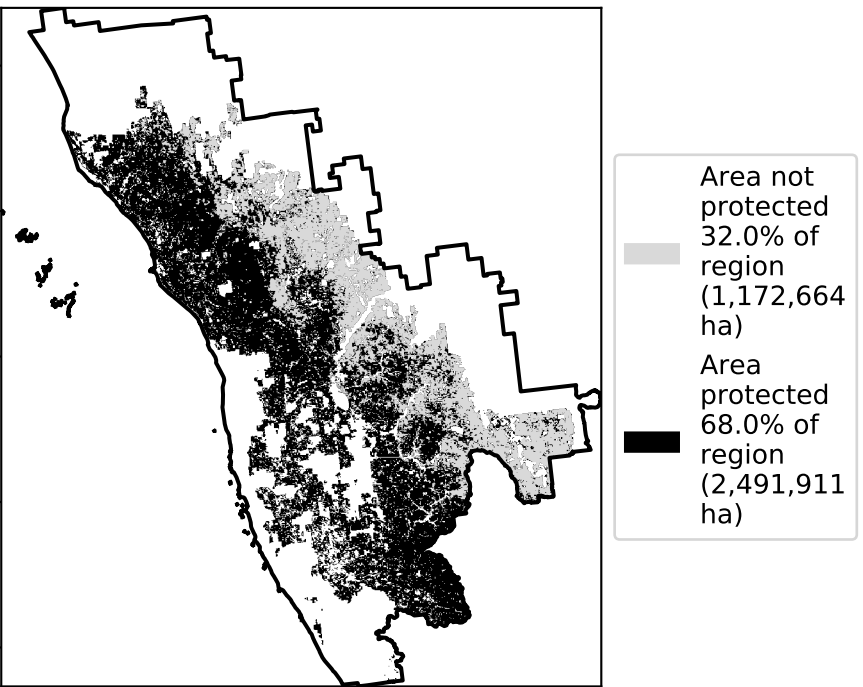 Area not
protected
32.0% of
region
(1,172,664
ha)
Area
protected
68.0% of
region
(2,491,911
ha)